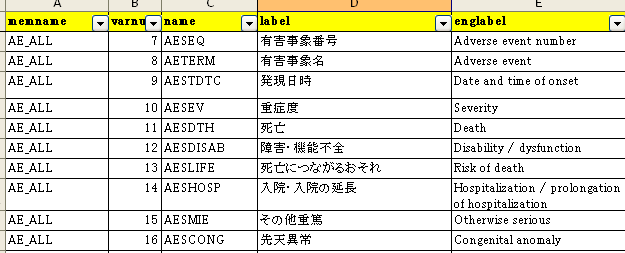 A B C D E
memname varnu name label englabel
AE_ALL 7 AESEQ 有害事象番号 Adverse event number
AE_ALL 8 AETERM 有害事象名 Adverse event
AE_ALL 9 AESTDTC 発現日時 Date and time of onset
AE_ALL 10 AESEV 重症度 Severity
AE_ALL 11 AESDTH 死亡 Death
AE_ALL 12 AESDISAB 障害・機能不全 Disability / dysfunction
AE_ALL 13 AESLIFE 死亡につながるおそれ Risk of death
AE_ALL 14 AESHOSP 入院・入院の延長 Hospitalization / prolongation
of hospitalization
AE_ALL 15 AESMIE その他重篤 Otherwise serious
AE_ALL 16 AESCONG 先天異常 Congenital anomaly